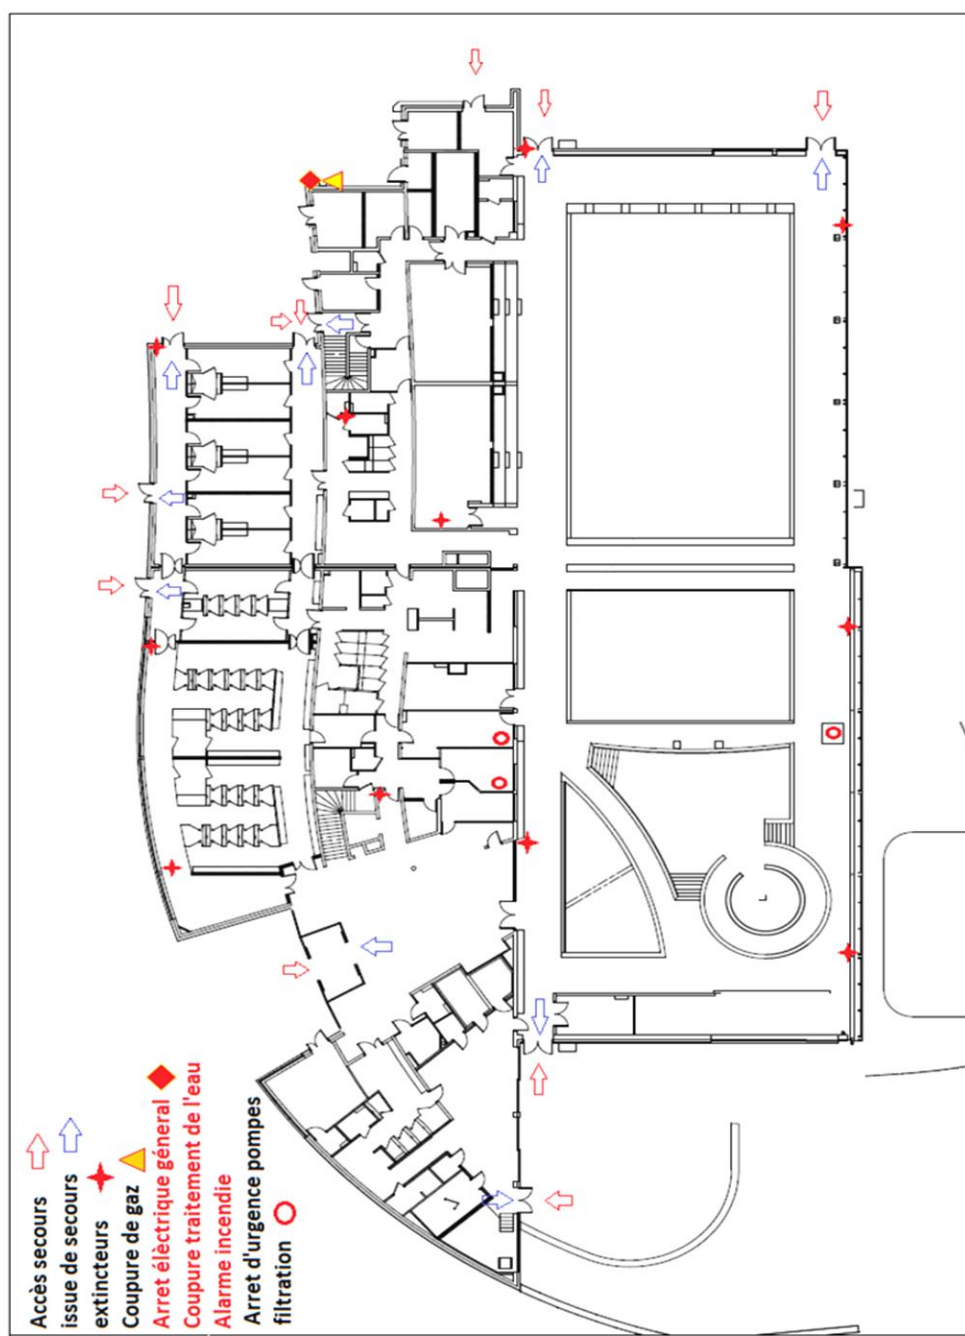 Accès secours
issue de secours
extincteurs
Coupure de gaz
Arret élèctrique géneral
Coupure traitement de l'eau
Alarme incendie
Arret d'urgence pompes
filtration